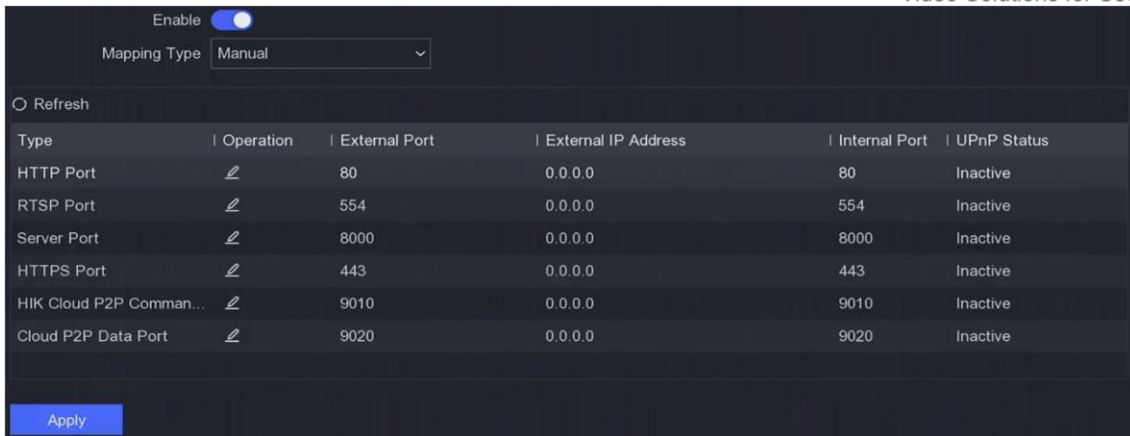 Enable
Mapping Type Manual
Refresh
Type Operation External Port External IP Address Internal Port UPnP Status
HTTP Port 80 0.0.0.0 80 Inactive
RTSP Port 554 0.0.0.0 554 Inactive
Server Port 8000 0.0.0.0 8000 Inactive
HTTPS Port 443 0.0.0.0 443 Inactive
HIK Cloud P2P Comman... 9010 0.0.0.0 9010 Inactive
Cloud P2P Data Port 9020 0.0.0.0 9020 Inactive
Apply